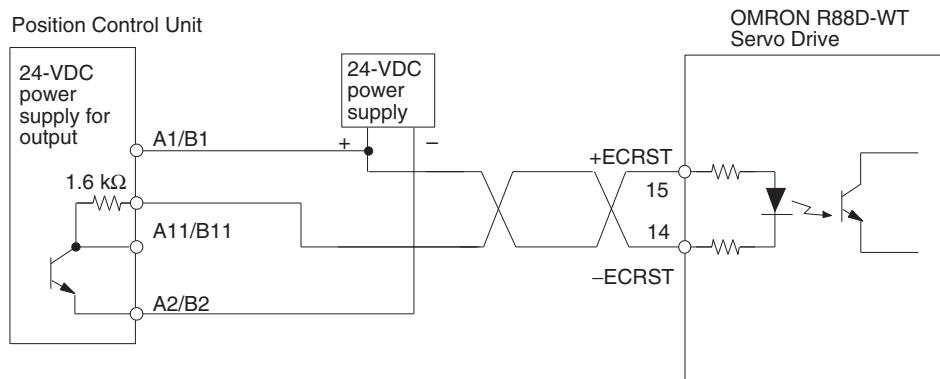 Position Control Unit
OMRON R88D-WT
Servo Drive
24-VDC
power
supply for
output
24-VDC
power
supply
A1/B1
+
−
+ECRST
15
1.6 kΩ
A11/B11
14
−ECRST
A2/B2